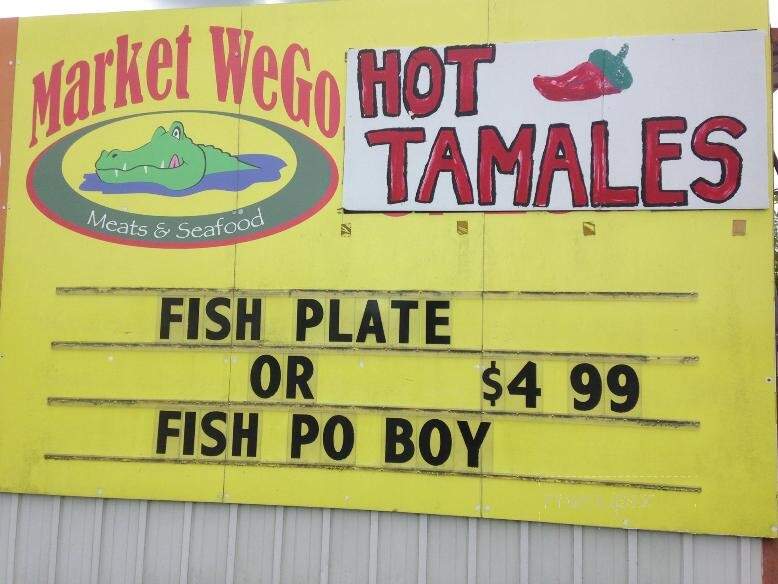 Market WeGo
Meats & Seafood
HOT
TAMALES
FISH PLATE
OR $4 99
FISH PO BOY